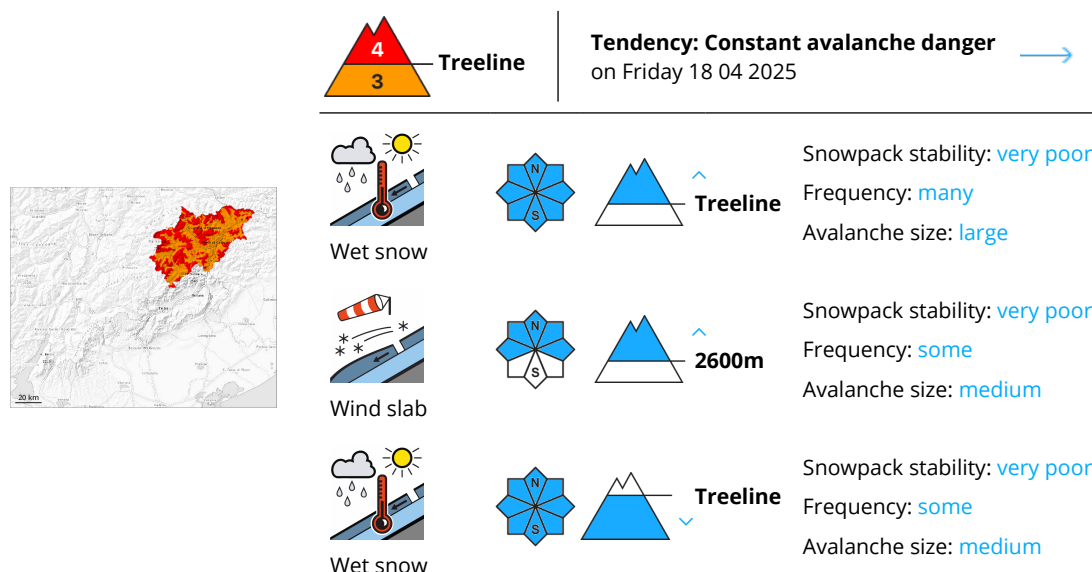 4
3
Treeline
Tendency: Constant avalanche danger
on Friday 18 04 2025
N
S
Treeline
Snowpack stability: very poor
Frequency: many
Avalanche size: large
Wet snow
N
S
2600m
Snowpack stability: very poor
Frequency: some
Avalanche size: medium
Wind slab
N
S
Treeline
Snowpack stability: very poor
Frequency: some
Avalanche size: medium
Wet snow
20 km